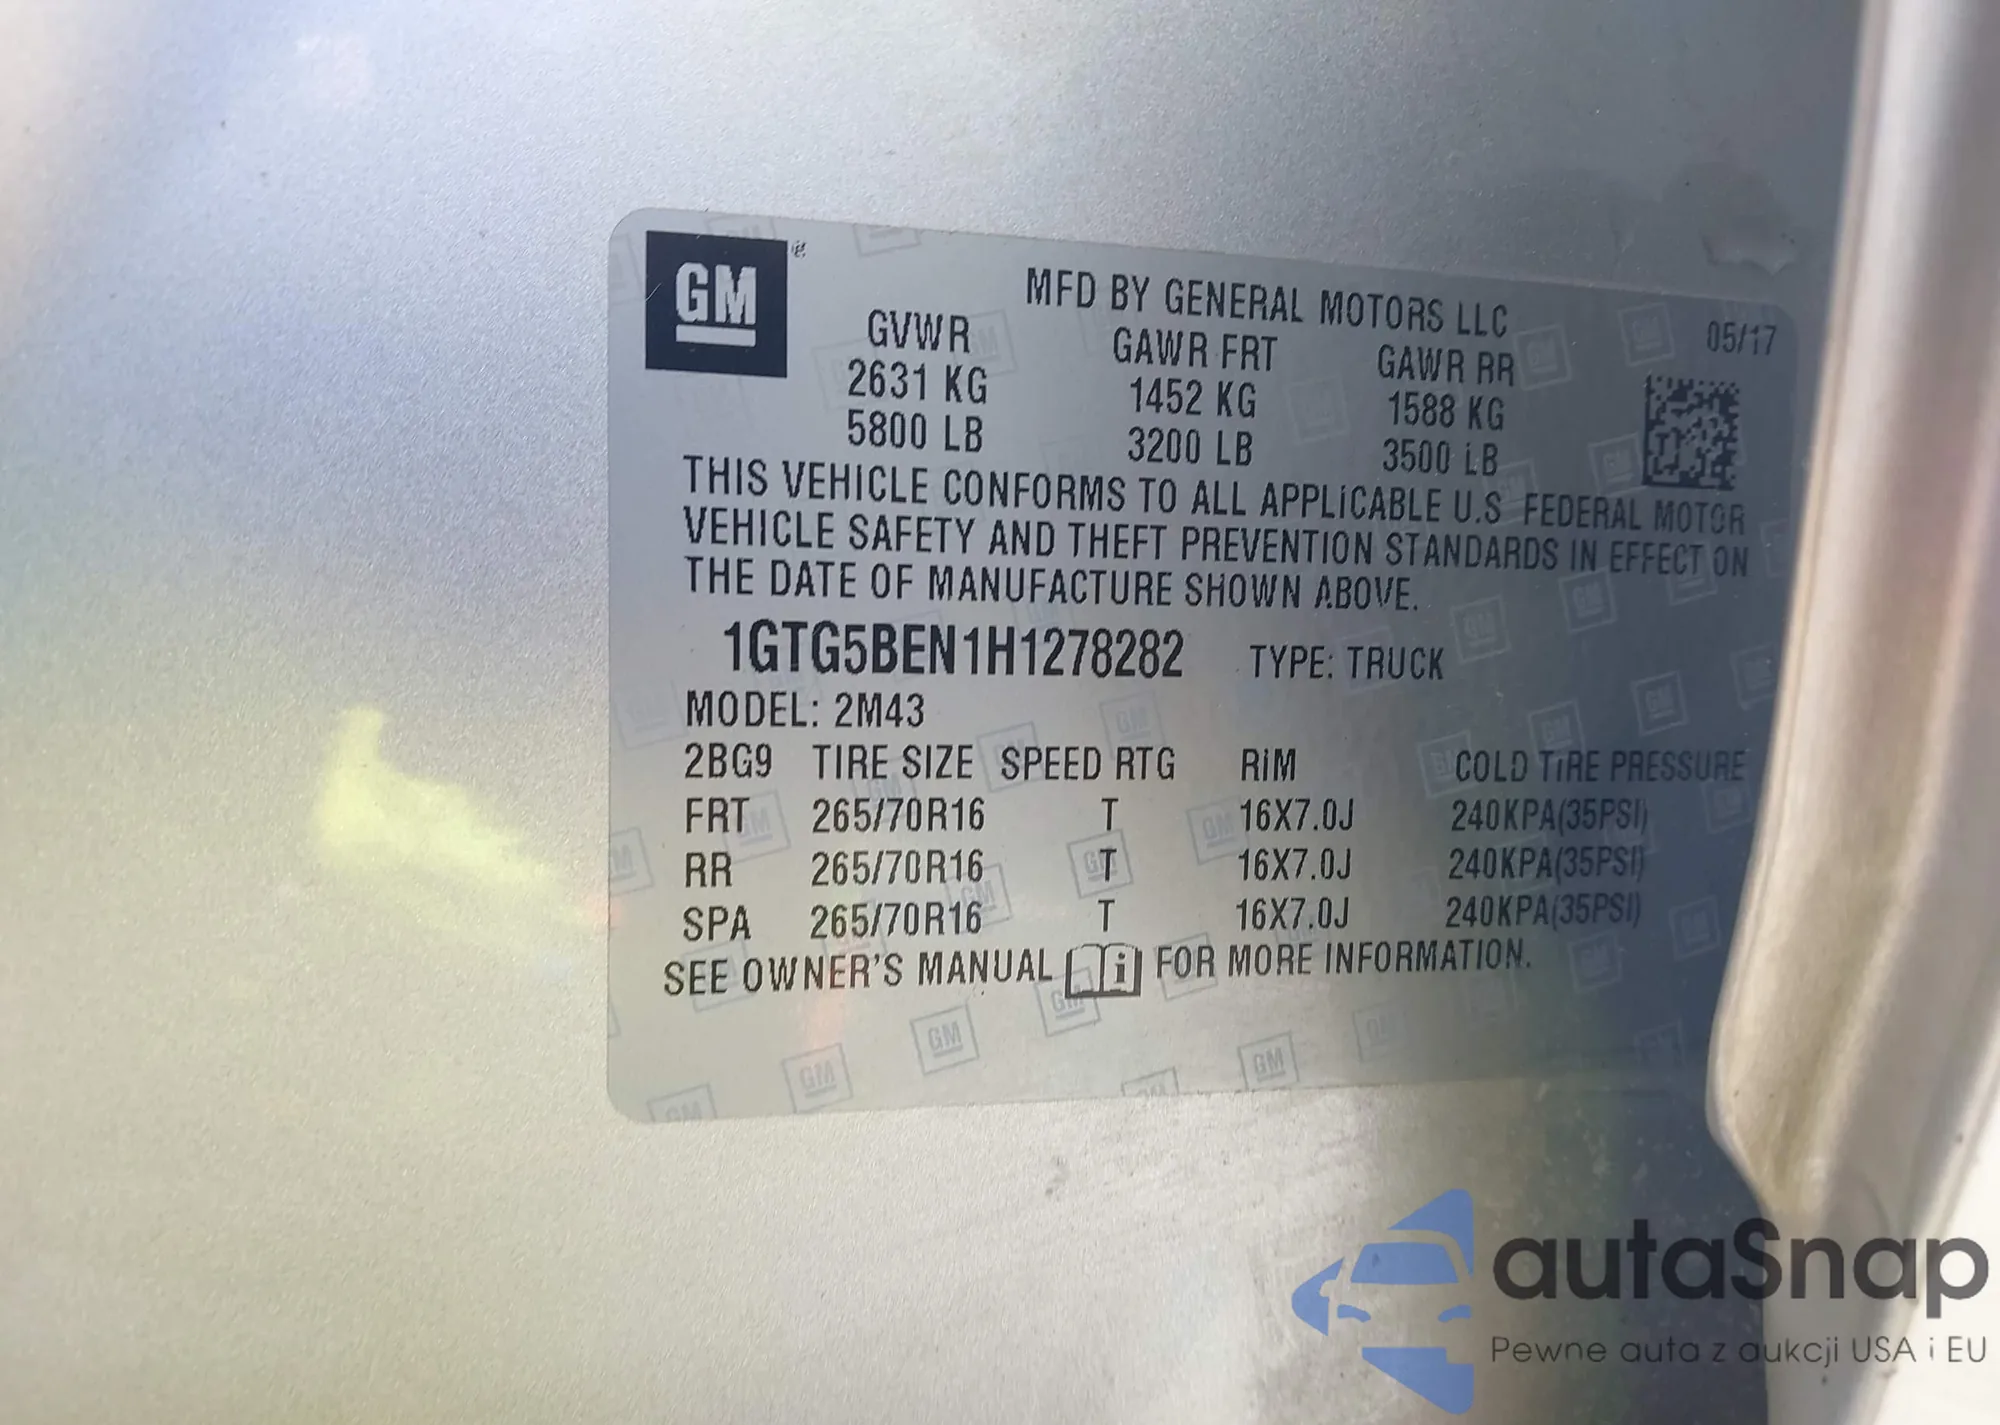 GM
MFD BY GENERAL MOTORS LLC
05/17
GVWR GAWR FRT GAWR RR
2631 KG 1452 KG 1588 KG
5800 LB 3200 LB 3500 LB
THIS VEHICLE CONFORMS TO ALL APPLICABLE U.S FEDERAL MOTOR
VEHICLE SAFETY AND THEFT PREVENTION STANDARDS IN EFFECT ON
THE DATE OF MANUFACTURE SHOWN ABOVE.
1GTG5BEN1H1278282 TYPE: TRUCK
MODEL: 2M43
2BG9 TIRE SIZE SPEED RTG RIM COLD TIRE PRESSURE
FRT 265/70R16 T 16X7.0J 240KPA(35PSI)
RR 265/70R16 T 16X7.0J 240KPA(35PSI)
SPA 265/70R16 T 16X7.0J 240KPA(35PSI)
SEE OWNER'S MANUAL i FOR MORE INFORMATION.
autaSnap
Pewne auta z aukcji USA i EU